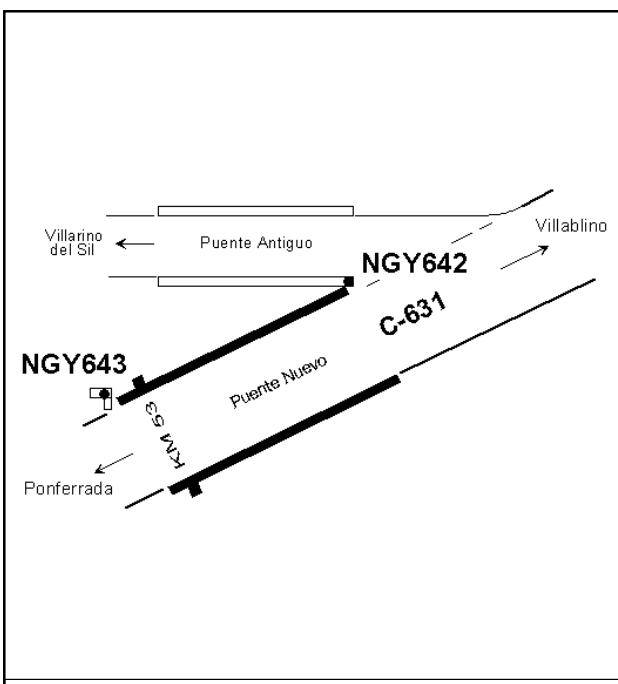 Villarino
del Sil
Puente Antiguo
Villablino
NGY642
C-631
NGY643
Puente Nuevo
KM 53
Ponferrada